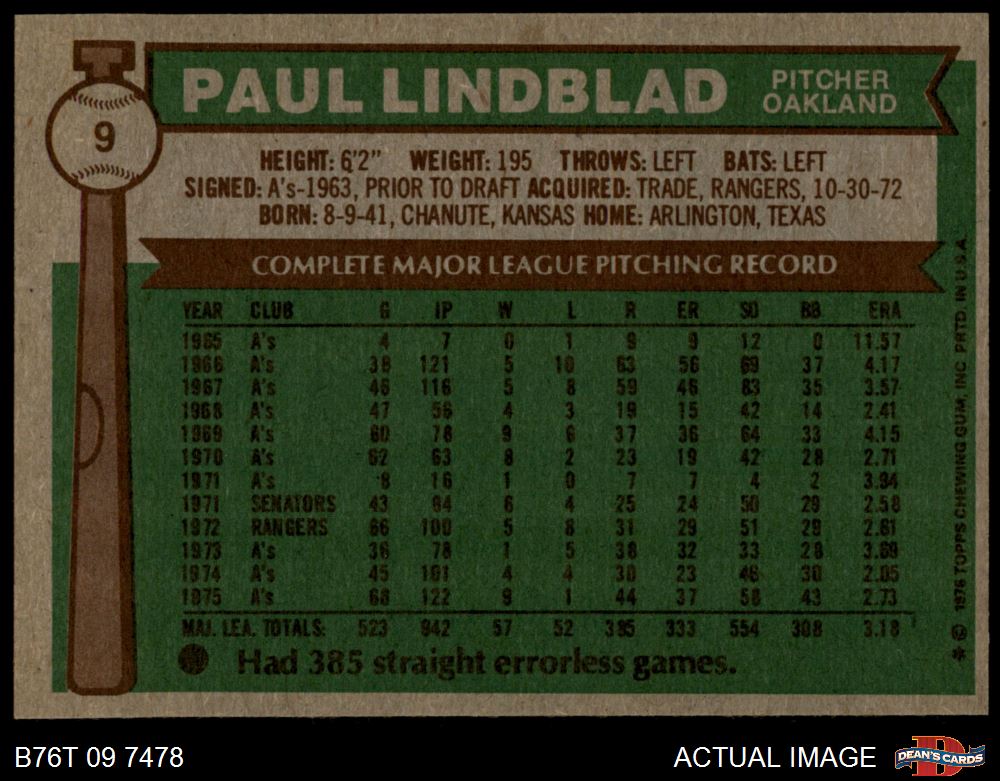 9
PAUL LINDBLAD
PITCHER
OAKLAND
HEIGHT: 6'2" WEIGHT: 195 THROWS: LEFT BATS: LEFT
SIGNED: A's-1963, PRIOR TO DRAFT ACQUIRED: TRADE, RANGERS, 10-30-72
BORN: 8-9-41, CHANUTE, KANSAS HOME: ARLINGTON, TEXAS
COMPLETE MAJOR LEAGUE PITCHING RECORD
YEAR CLUB G IP W L R ER SO BB ERA
1965 A's 4 7 0 1 9 9 12 0 11.57
1966 A's 38 121 5 10 63 56 69 37 4.17
1967 A's 46 116 5 8 59 46 83 35 3.57
1968 A's 47 56 4 3 19 15 42 14 2.41
1969 A's 60 78 9 6 37 36 64 33 4.15
1970 A's 62 63 8 2 23 19 42 28 2.71
1971 A's 8 16 1 0 7 7 4 2 3.94
1971 SENATORS 43 84 6 4 25 24 50 29 2.58
1972 RANGERS 66 100 5 8 31 29 51 29 2.61
1973 A's 36 78 1 5 38 32 33 28 3.69
1974 A's 45 101 4 4 30 23 46 30 2.05
1975 A's 68 122 9 1 44 37 58 43 2.73
MAJ. LEA. TOTALS: 523 942 57 52 385 333 554 308 3.18
Had 385 straight errorless games.
* © 1976 TOPPS CHEWING GUM, INC PRTD. IN U.S.A.
B76T 09 7478
ACTUAL IMAGE
D
DEAN'S CARDS